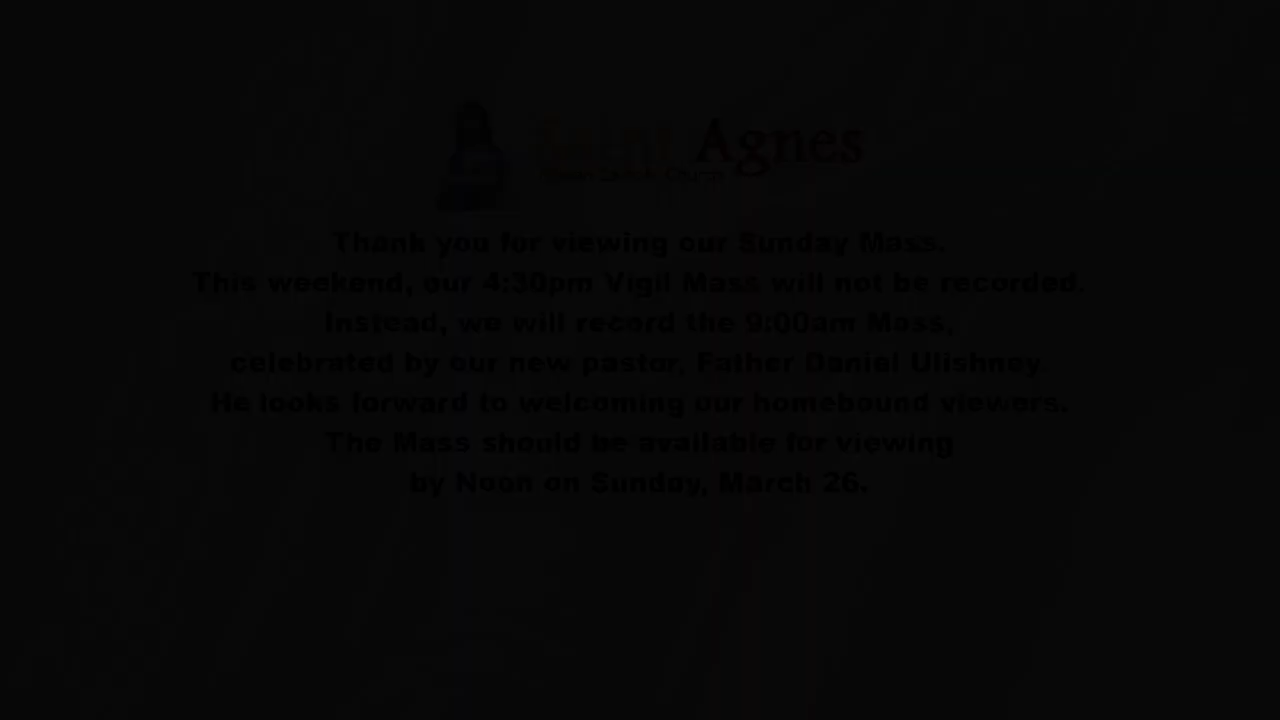 Saint Agnes
Thank you for viewing our Sunday Mass.
This weekend, our 4:30pm Vigil Mass will not be recorded.
Instead, we will record the 9:00am Mass,
celebrated by our new pastor, Father Daniel Ulishney.
He looks forward to welcoming our homebound viewers.
The Mass should be available for viewing
by Noon on Sunday, March 26.